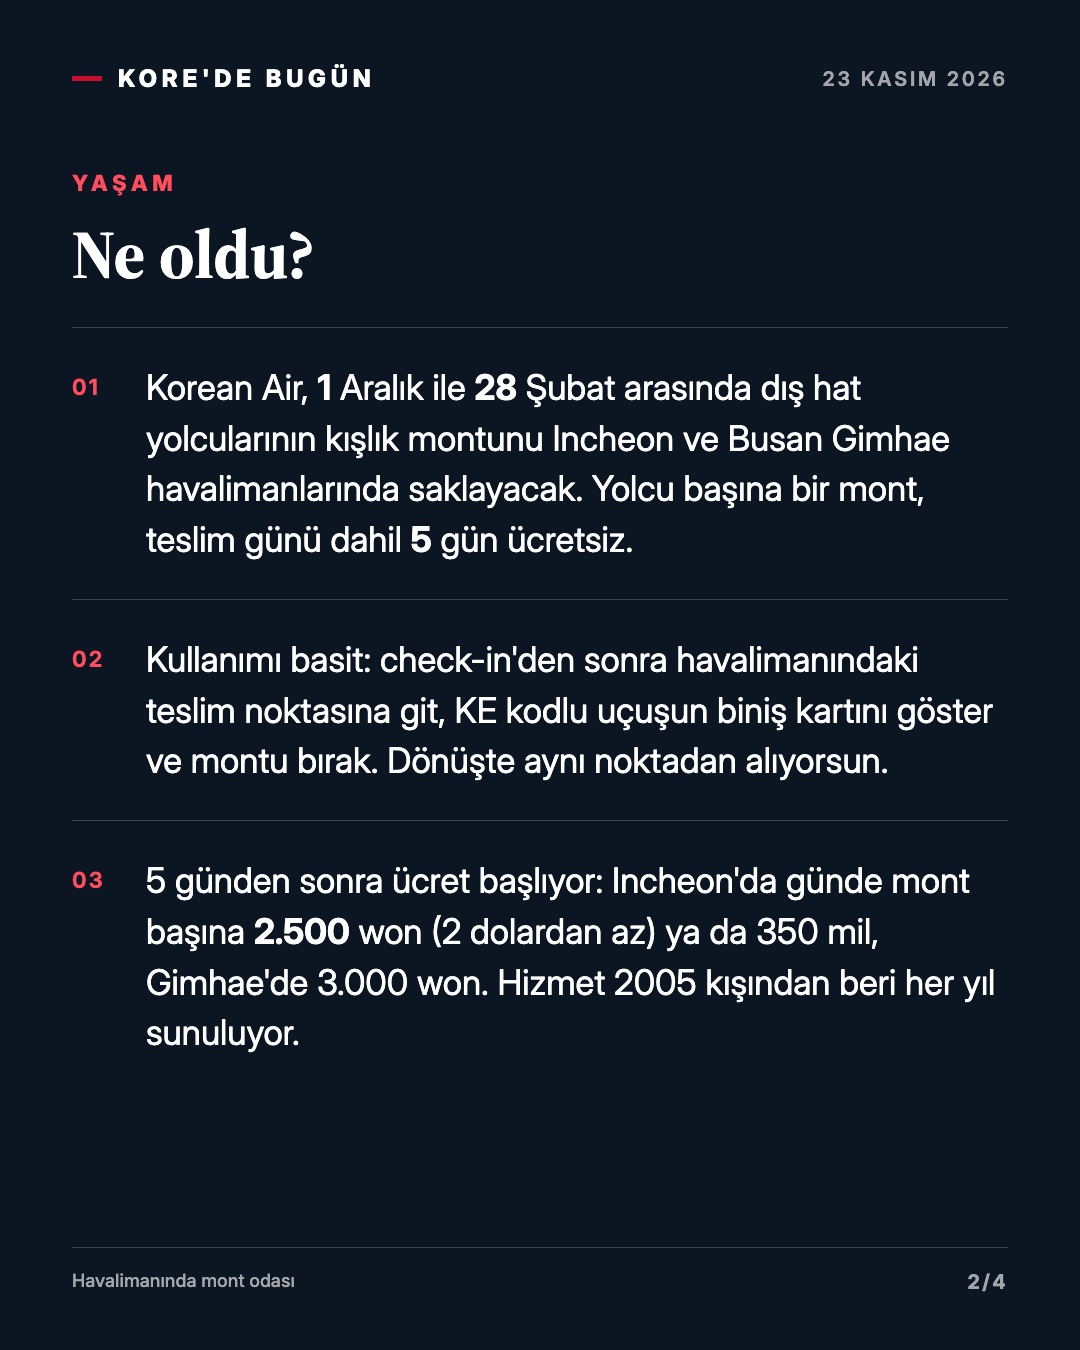 KORE'DE BUGÜN
23 KASIM 2026
YAŞAM
Ne oldu?
01
Korean Air, 1 Aralık ile 28 Şubat arasında dış hat
yolcularının kışlık montunu Incheon ve Busan Gimhae
havalimanlarında saklayacak. Yolcu başına bir mont,
teslim günü dahil 5 gün ücretsiz.
02
Kullanımı basit: check-in'den sonra havalimanındaki
teslim noktasına git, KE kodlu uçuşun biniş kartını göster
ve montu bırak. Dönüşte aynı noktadan alıyorsun.
03
5 günden sonra ücret başlıyor: Incheon'da günde mont
başına 2.500 won (2 dolardan az) ya da 350 mil,
Gimhae'de 3.000 won. Hizmet 2005 kışından beri her yıl
sunuluyor.
Havalimanında mont odası
2/4